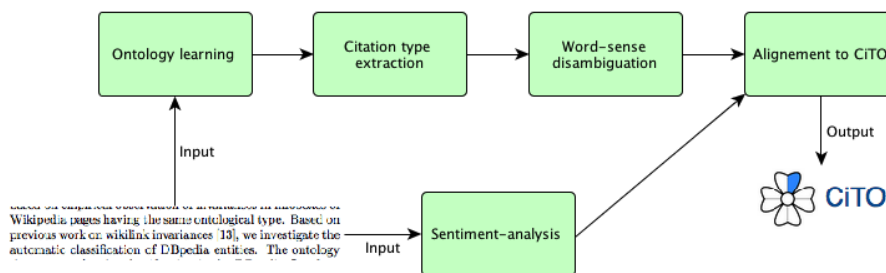 Ontology learning
Citation type
extraction
Word-sense
disambiguation
Alignement to CiTO
Input
Output
CiTO
Wikipedia pages having the same ontological type. Based on
previous work on wikilink invariances [13], we investigate the
automatic classification of DBpedia entities. The ontology
Input
Sentiment-analysis